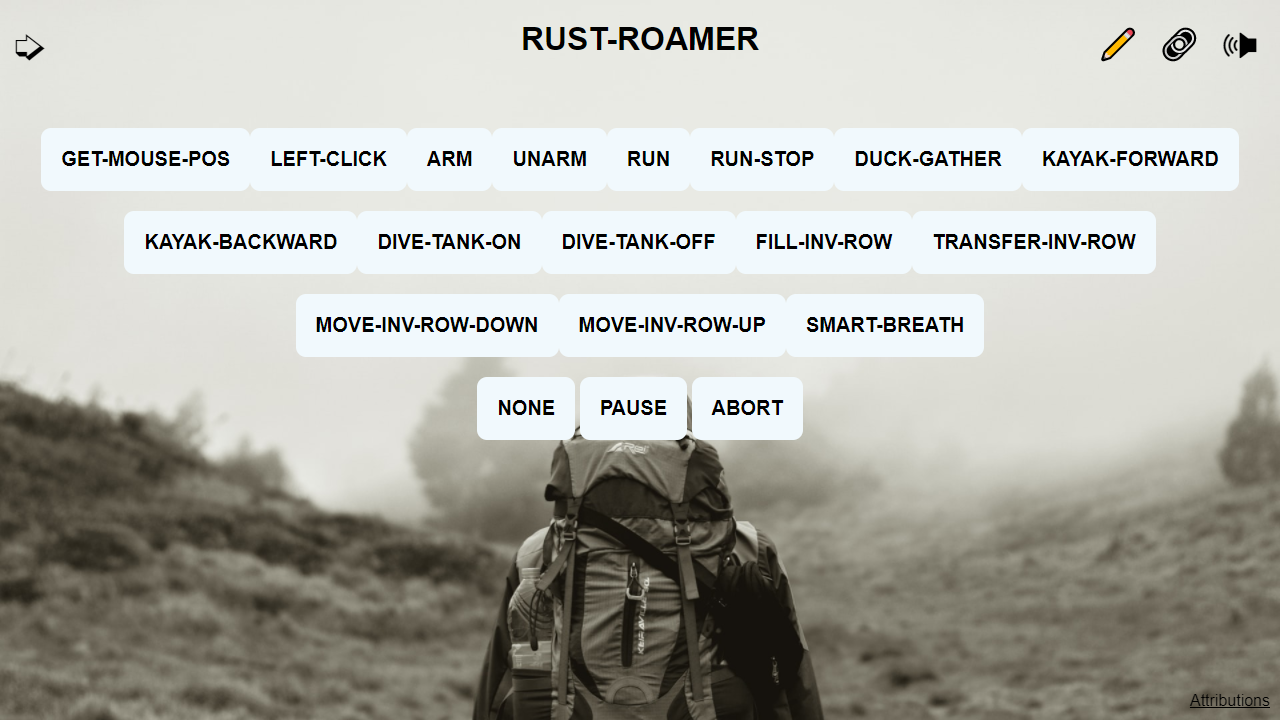 RUST-ROAMER
GET-MOUSE-POS LEFT-CLICK ARM UNARM RUN RUN-STOP DUCK-GATHER KAYAK-FORWARD
KAYAK-BACKWARD DIVE-TANK-ON DIVE-TANK-OFF FILL-INV-ROW TRANSFER-INV-ROW
MOVE-INV-ROW-DOWN MOVE-INV-ROW-UP SMART-BREATH
NONE PAUSE ABORT
Attributions